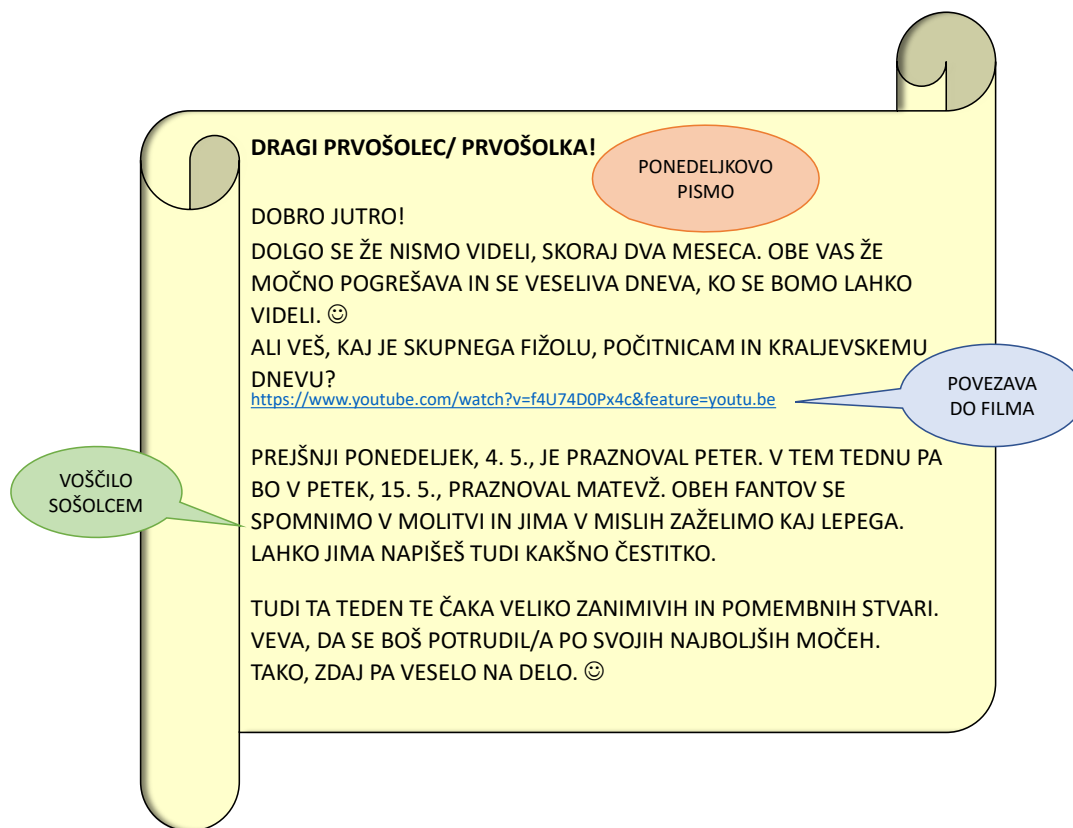 DRAGI PRVOŠOLEC/ PRVOŠOLKA!
PONEDELJKOVO
PISMO
DOBRO JUTRO!
DOLGO SE ŽE NISMO VIDELI, SKORAJ DVA MESECA. OBE VAS ŽE
MOČNO POGREŠAVA IN SE VESELIVA DNEVA, KO SE BOMO LAHKO
VIDELI. ☺
ALI VEŠ, KAJ JE SKUPNEGA FIŽOLU, POČITNICAM IN KRALJEVSKEMU
DNEVU?
https://www.youtube.com/watch?v=f4U74D0Px4c&feature=youtu.be
POVEZAVA
DO FILMA
PREJŠNJI PONEDELJEK, 4. 5., JE PRAZNOVAL PETER. V TEM TEDNU PA
BO V PETEK, 15. 5., PRAZNOVAL MATEVŽ. OBEH FANTOV SE
SPOMNIMO V MOLITVI IN JIMA V MISLIH ZAŽELIMO KAJ LEPEGA.
LAHKO JIMA NAPIŠEŠ TUDI KAKŠNO ČESTITKO.
VOŠČILO
SOŠOLCEM
TUDI TA TEDEN TE ČAKA VELIKO ZANIMIVIH IN POMEMBNIH STVARI.
VEVA, DA SE BOŠ POTRUDIL/A PO SVOJIH NAJBOLJŠIH MOČEH.
TAKO, ZDAJ PA VESELO NA DELO. ☺